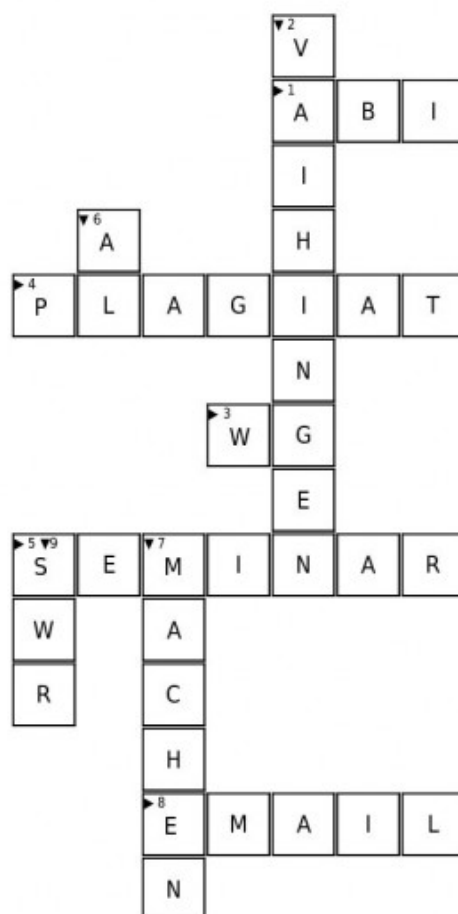 ▼2 V
▶1 A B I
I
▼6 A H
▶4 P L A G I A T
N
▶3 W G
E
▶5 ▼9 S E ▼7 M I N A R
W A
R C
H
▶8 E M A I L
N